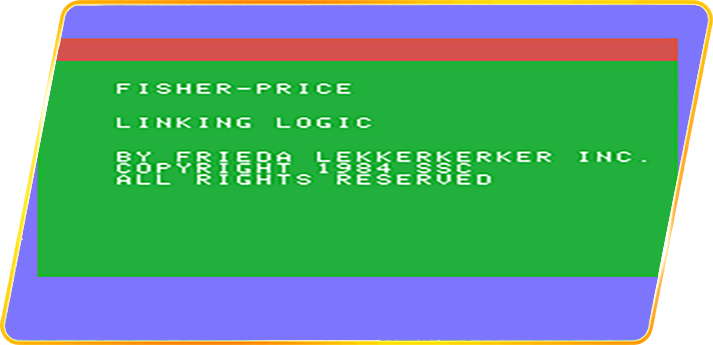 FISHER-PRICE
LINKING LOGIC
BY FRIEDA LEKKERKERKER INC.
COPYRIGHT 1984 SSC
ALL RIGHTS RESERVED